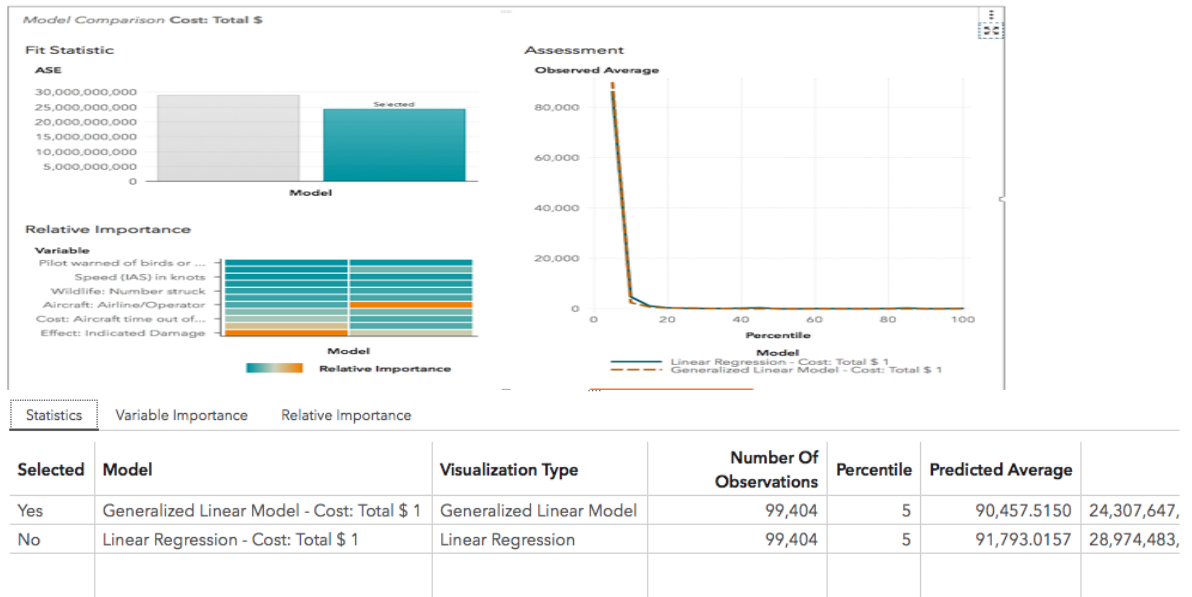 Model Comparison Cost: Total $
Fit Statistic
ASE
30,000,000,000
25,000,000,000
20,000,000,000
15,000,000,000
10,000,000,000
5,000,000,000
0
Selected
Model
Relative Importance
Variable
Pilot warned of birds or ...
Speed (IAS) in knots
Wildlife: Number struck
Aircraft: Airline/Operator
Cost: Aircraft time out of...
Effect: Indicated Damage
Model
Relative Importance
Assessment
Observed Average
80,000
60,000
40,000
20,000
0
0 20 40 60 80 100
Percentile
Model
Linear Regression - Cost: Total $ 1
Generalized Linear Model - Cost: Total $ 1
Statistics Variable Importance Relative Importance
Selected Model Visualization Type Number Of Observations Percentile Predicted Average
Yes Generalized Linear Model - Cost: Total $ 1 Generalized Linear Model 99,404 5 90,457.5150 24,307,647,
No Linear Regression - Cost: Total $ 1 Linear Regression 99,404 5 91,793.0157 28,974,483,